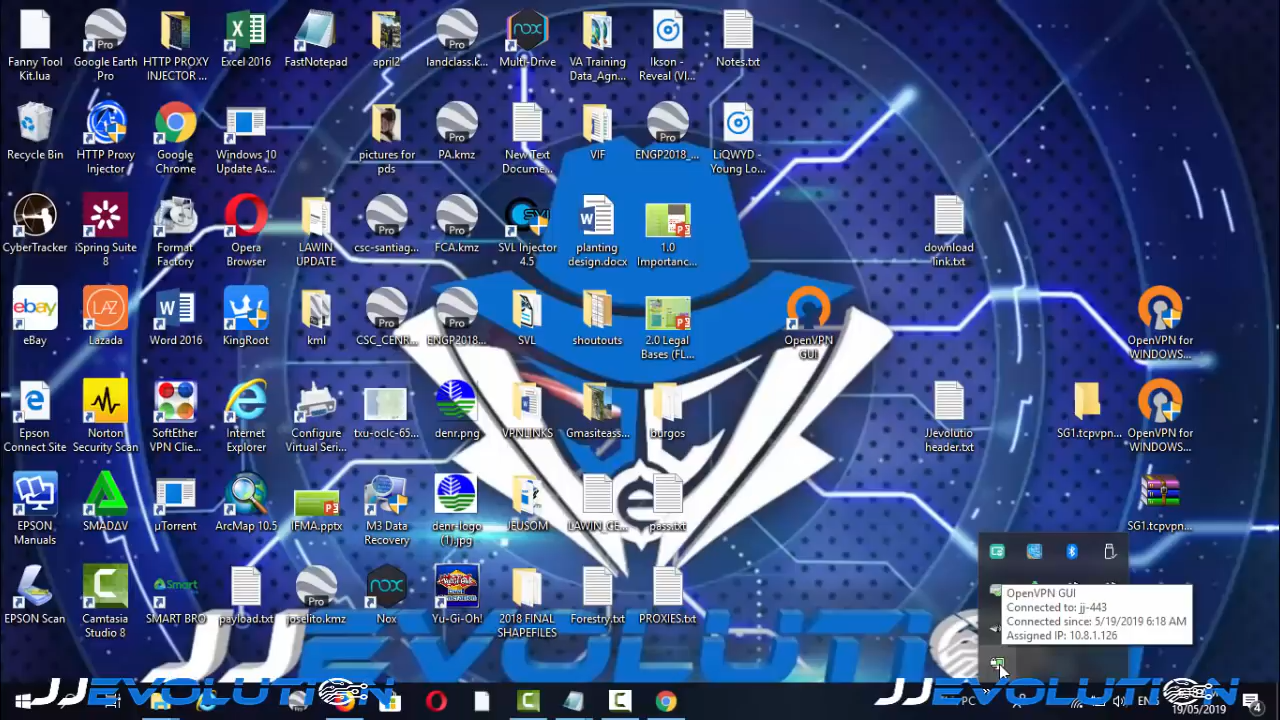 Fanny Tool
Kit.lua
Google Earth
Pro
HTTP PROXY
INJECTOR ...
Excel 2016
FastNotepad
april2
landclass.k...
Multi-Drive
VA Training
Data_Agn...
Ikson -
Reveal (Vl...
Notes.txt
Recycle Bin
HTTP Proxy
Injector
Google
Chrome
Windows 10
Update As...
pictures for
pds
PA.kmz
New Text
Docume...
VIF
ENGP2018_...
LiQWYD -
Young Lo...
CyberTracker
iSpring Suite
8
Format
Factory
Opera
Browser
LAWIN
UPDATE
csc-santiag...
FCA.kmz
SVL Injector
4.5
planting
design.docx
1.0
Importanc...
download
link.txt
eBay
Lazada
Word 2016
KingRoot
kml
CSC_CENR...
ENGP2018...
SVL
shoutouts
2.0 Legal
Bases (FL...
OpenVPN
GUI
OpenVPN for
WINDOWS...
Epson
Connect Site
Norton
Security Scan
SoftEther
VPN Clie...
Internet
Explorer
Configure
Virtual Seri...
txu-oclc-65...
denr.png
VPNLINKS
Gmasiteass...
burgos
JJevolutio
header.txt
SG1.tcpvpn...
OpenVPN for
WINDOWS...
EPSON
Manuals
SMADΔV
µTorrent
ArcMap 10.5
IFMA.pptx
M3 Data
Recovery
denr-logo
(1).jpg
JEUSOM
LAWIN_CE...
pass.txt
SG1.tcpvpn...
EPSON Scan
Camtasia
Studio 8
SMART BRO
payload.txt
joselito.kmz
Nox
Yu-Gi-Oh!
2018 FINAL
SHAPEFILES
Forestry.txt
PROXIES.txt
OpenVPN GUI
Connected to: jj-443
Connected since: 5/19/2019 6:18 AM
Assigned IP: 10.8.1.126
JJEVOLUTI
JJEVOLUTION
JJEVOLUTION
PC
ENG
19/05/2019
4